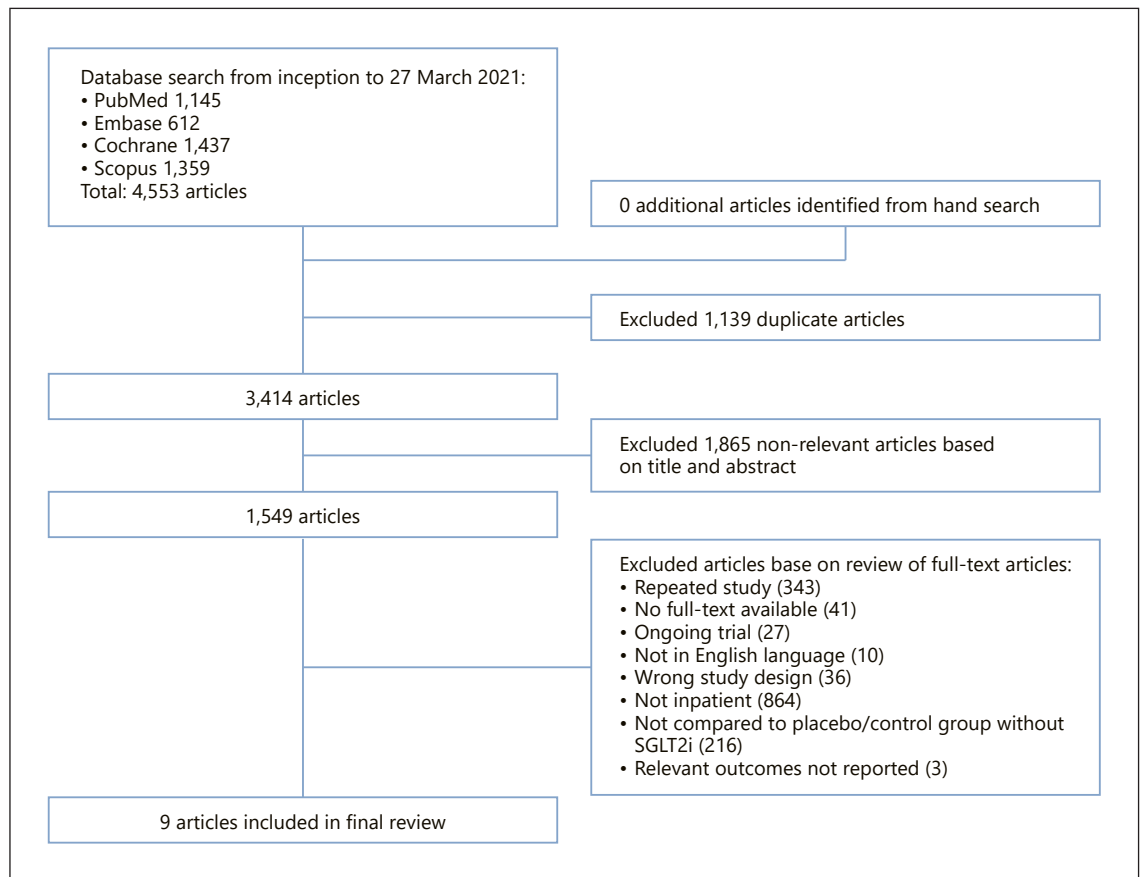 Database search from inception to 27 March 2021:
• PubMed 1,145
• Embase 612
• Cochrane 1,437
• Scopus 1,359
Total: 4,553 articles
0 additional articles identified from hand search
Excluded 1,139 duplicate articles
3,414 articles
Excluded 1,865 non-relevant articles based
on title and abstract
1,549 articles
Excluded articles base on review of full-text articles:
• Repeated study (343)
• No full-text available (41)
• Ongoing trial (27)
• Not in English language (10)
• Wrong study design (36)
• Not inpatient (864)
• Not compared to placebo/control group without
SGLT2i (216)
• Relevant outcomes not reported (3)
9 articles included in final review